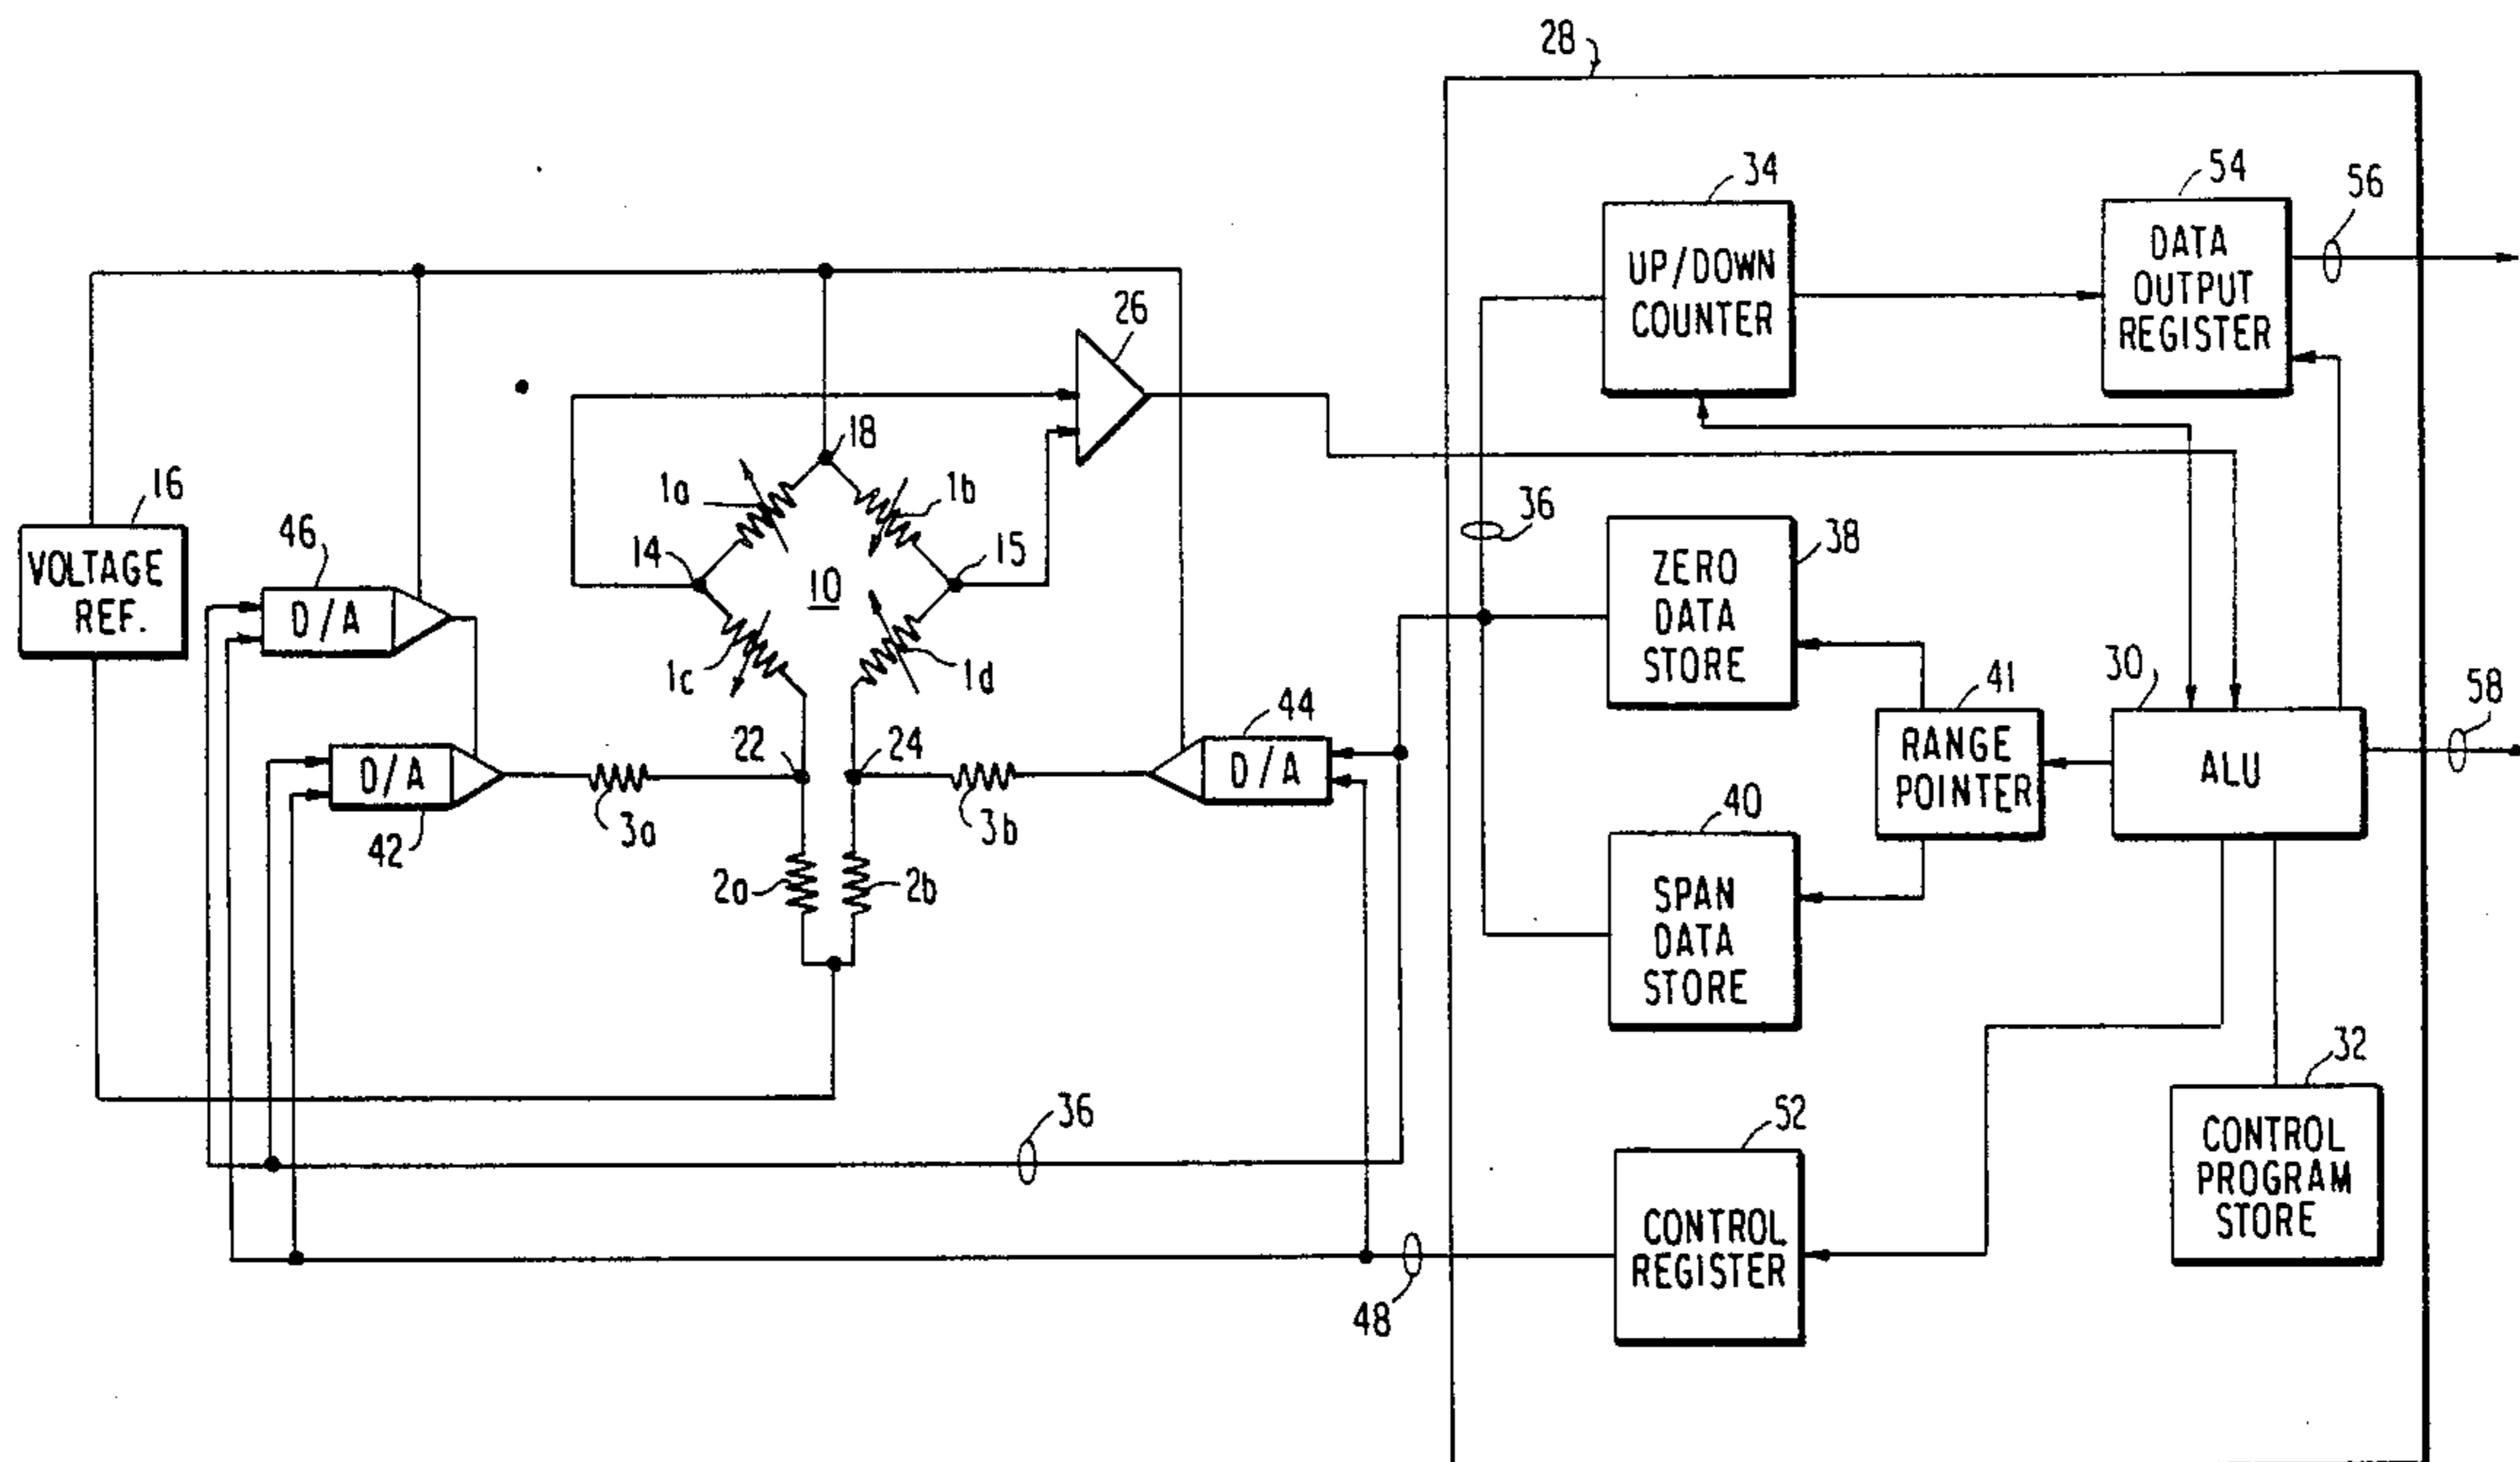 28
34
54
56
UP/DOWN
COUNTER
DATA
OUTPUT
REGISTER
26
18
16
1a
1b
36
VOLTAGE
REF.
46
D/A
14
15
10
38
ZERO
DATA
STORE
1c
1d
30
41
58
44
22
24
D/A
D/A
RANGE
POINTER
ALU
42
3a
3b
40
2a
2b
SPAN
DATA
STORE
32
36
52
CONTROL
PROGRAM
STORE
CONTROL
REGISTER
48